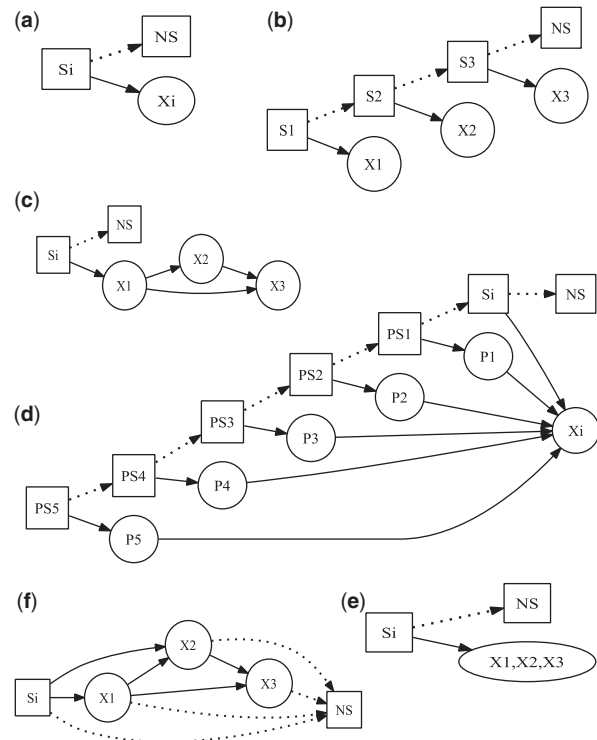 (a)
NS
Si
Xi
(b)
NS
S3
S2
X3
S1
X2
X1
(c)
NS
Si
X2
X1
X3
(d)
Si
NS
PS1
P1
PS2
P2
PS3
Xi
P3
PS4
P4
PS5
P5
(f)
X2
Si
X1
X3
NS
(e)
NS
Si
X1,X2,X3